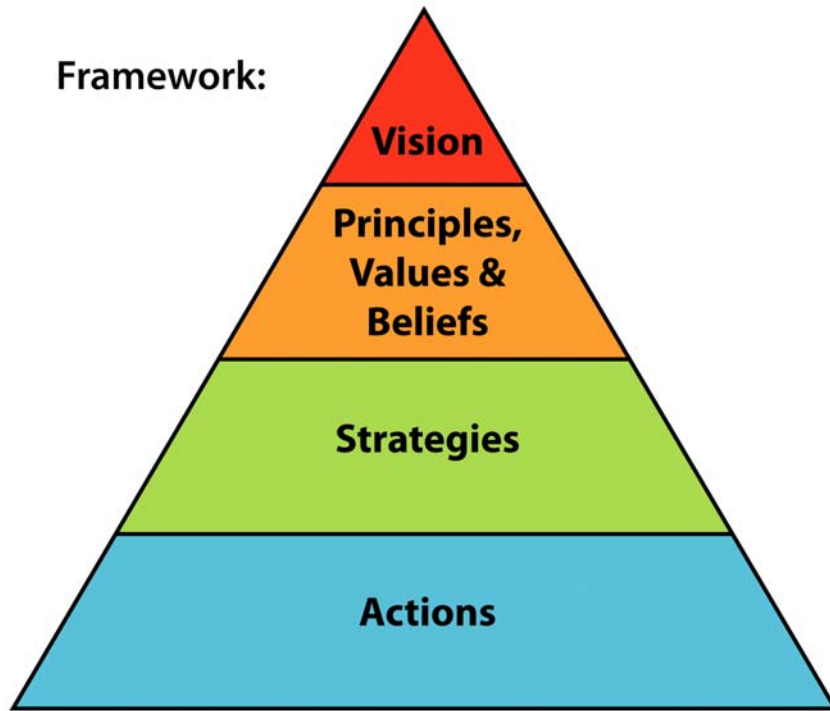 Framework:
Vision
Principles,
Values &
Beliefs
Strategies
Actions